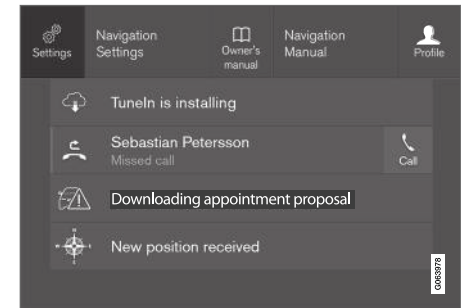 Settings
Navigation
Settings
Owner's
manual
Navigation
Manual
Profile
TuneIn is installing
Sebastian Petersson
Missed call
Call
Downloading appointment proposal
New position received
G063978